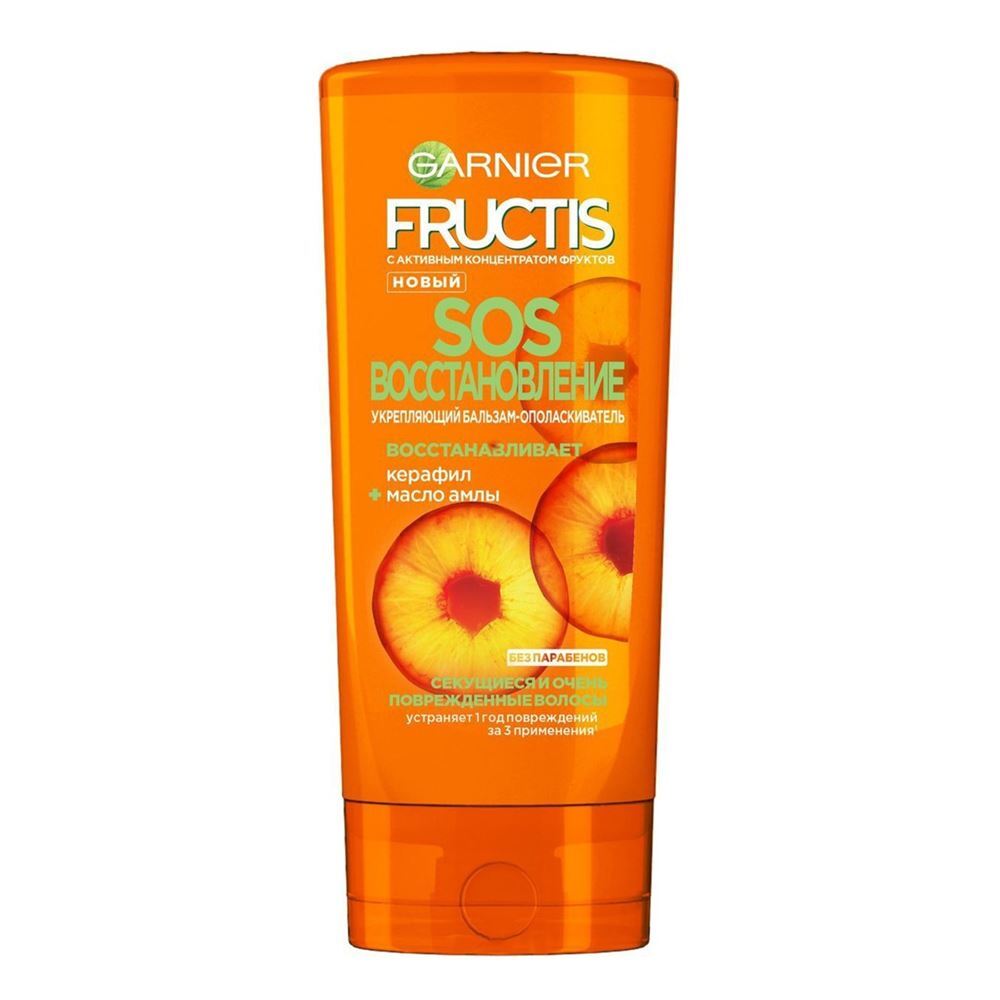 GARNIER
FRUCTIS
С АКТИВНЫМ КОНЦЕНТРАТОМ ФРУКТОВ
НОВЫЙ
SOS
ВОССТАНОВЛЕНИЕ
УКРЕПЛЯЮЩИЙ БАЛЬЗАМ-ОПОЛАСКИВАТЕЛЬ
ВОССТАНАВЛИВАЕТ
керафил
+ масло амлы
БЕЗ ПАРАБЕНОВ
СЕКУЩИЕСЯ И ОЧЕНЬ
ПОВРЕЖДЕННЫЕ ВОЛОСЫ
устраняет 1 год повреждений
за 3 применения¹